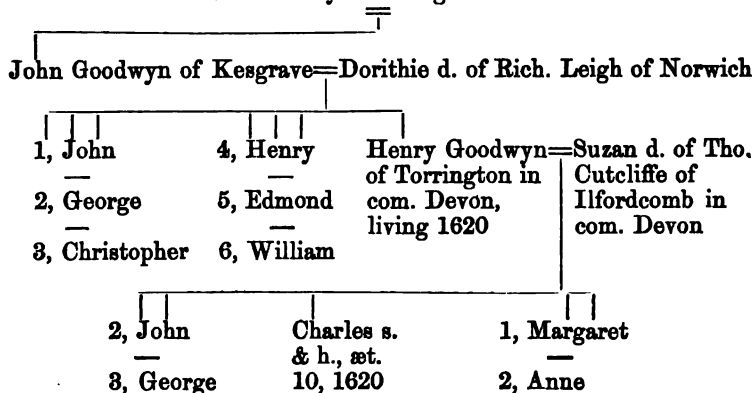 John Goodwyn of Kesgrave=Dorithie d. of Rich. Leigh of Norwich
1, John
2, George
3, Christopher
4, Henry
5, Edmond
6, William
Henry Goodwyn=Suzan d. of Tho.
of Torrington in
com. Devon,
living 1620
Cutcliffe of
Ilfordcomb in
com. Devon
2, John
3, George
Charles s.
& h., æt.
10, 1620
1, Margaret
2, Anne